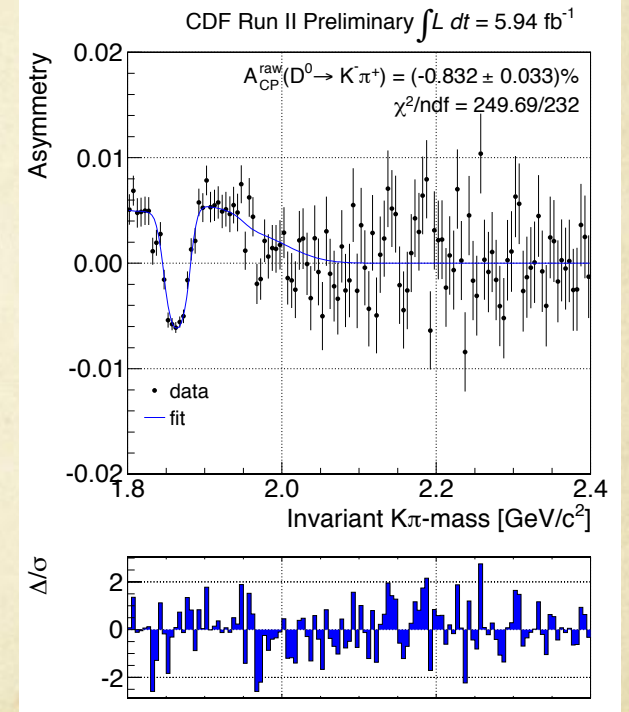 CDF Run II Preliminary ∫L dt = 5.94 fb⁻¹
A_CP^raw(D⁰→ K⁻π⁺) = (-0.832 ± 0.033)%
χ²/ndf = 249.69/232
Asymmetry
0.02
0.01
0.00
-0.01
-0.02
data
fit
1.8 2.0 2.2 2.4
Invariant Kπ-mass [GeV/c²]
Δ/σ
2
0
-2